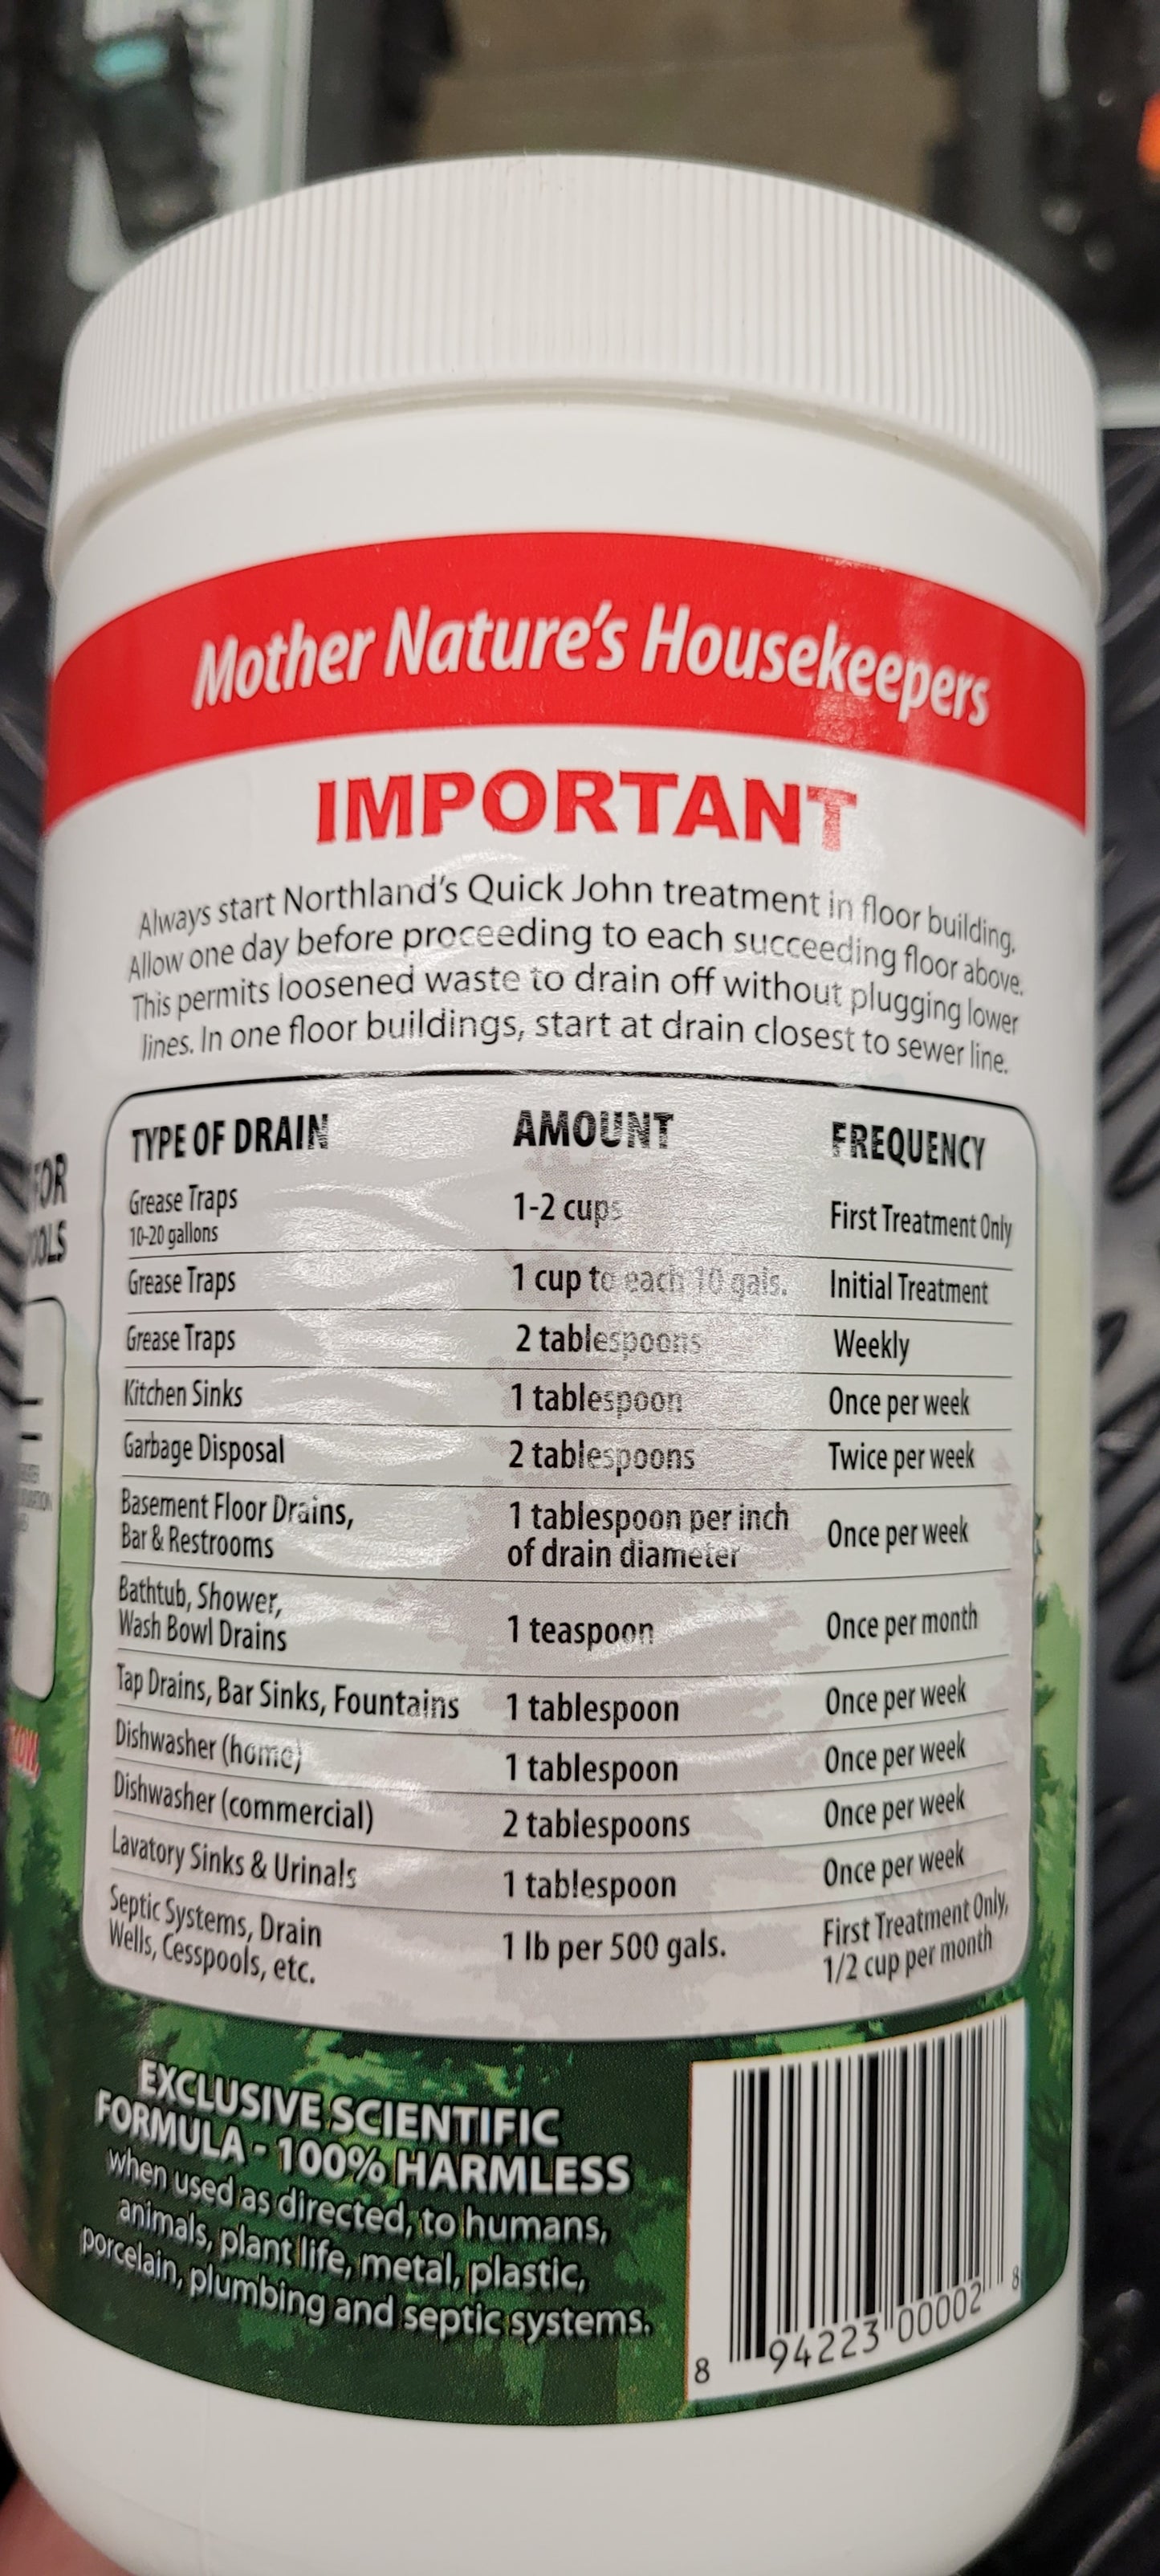 Mother Nature's Housekeepers
IMPORTANT
Always start Northland's Quick John treatment in floor building.
Allow one day before proceeding to each succeeding floor above.
This permits loosened waste to drain off without plugging lower
lines. In one floor buildings, start at drain closest to sewer line.
TYPE OF DRAIN AMOUNT FREQUENCY
Grease Traps
10-20 gallons 1-2 cups First Treatment Only
Grease Traps 1 cup to each 10 gals. Initial Treatment
Grease Traps 2 tablespoons Weekly
Kitchen Sinks 1 tablespoon Once per week
Garbage Disposal 2 tablespoons Twice per week
Basement Floor Drains, 1 tablespoon per inch Once per week
Bar & Restrooms of drain diameter
Bathtub, Shower,
Wash Bowl Drains 1 teaspoon Once per month
Tap Drains, Bar Sinks, Fountains 1 tablespoon Once per week
Dishwasher (home) 1 tablespoon Once per week
Dishwasher (commercial) 2 tablespoons Once per week
Lavatory Sinks & Urinals 1 tablespoon Once per week
Septic Systems, Drain 1 lb per 500 gals. First Treatment Only,
Wells, Cesspools, etc. 1/2 cup per month
EXCLUSIVE SCIENTIFIC
FORMULA - 100% HARMLESS
when used as directed, to humans,
animals, plant life, metal, plastic,
porcelain, plumbing and septic systems.
8 94223 00002 8
FOR